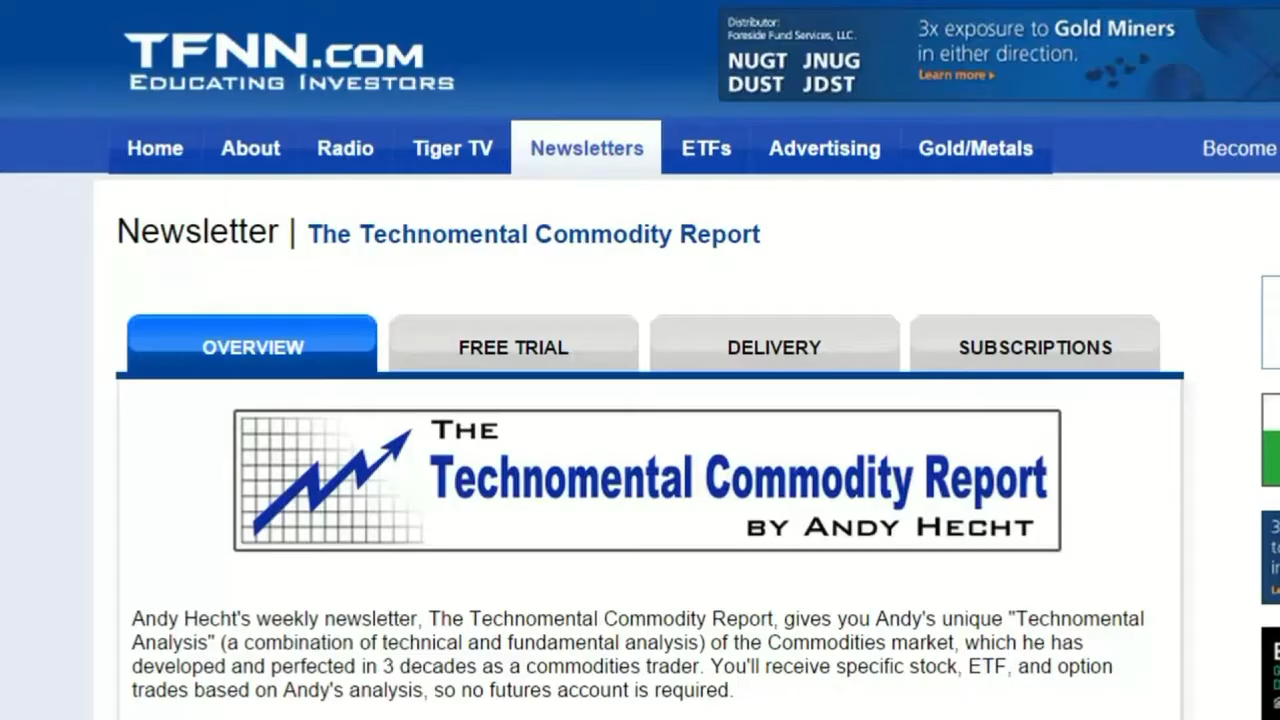 TFNN.COM
EDUCATING INVESTORS
Distributor:
Foreside Fund Services, LLC.
NUGT JNUG
DUST JDST
3x exposure to Gold Miners
in either direction.
Learn more
Home About Radio Tiger TV Newsletters ETFs Advertising Gold/Metals Become
Newsletter | The Technomental Commodity Report
OVERVIEW FREE TRIAL DELIVERY SUBSCRIPTIONS
THE
Technomental Commodity Report
BY ANDY HECHT
Andy Hecht's weekly newsletter, The Technomental Commodity Report, gives you Andy's unique "Technomental
Analysis" (a combination of technical and fundamental analysis) of the Commodities market, which he has
developed and perfected in 3 decades as a commodities trader. You'll receive specific stock, ETF, and option
trades based on Andy's analysis, so no futures account is required.